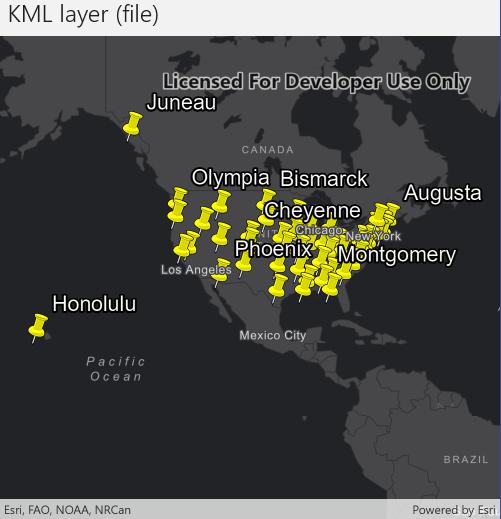 KML layer (file)
Licensed For Developer Use Only
Juneau
CANADA
Olympia
Bismarck
Augusta
Cheyenne
Chicago
New York
Phoenix
Montgomery
Los Angeles
Honolulu
Mexico City
Pacific
Ocean
BRAZIL
Esri, FAO, NOAA, NRCan
Powered by Esri